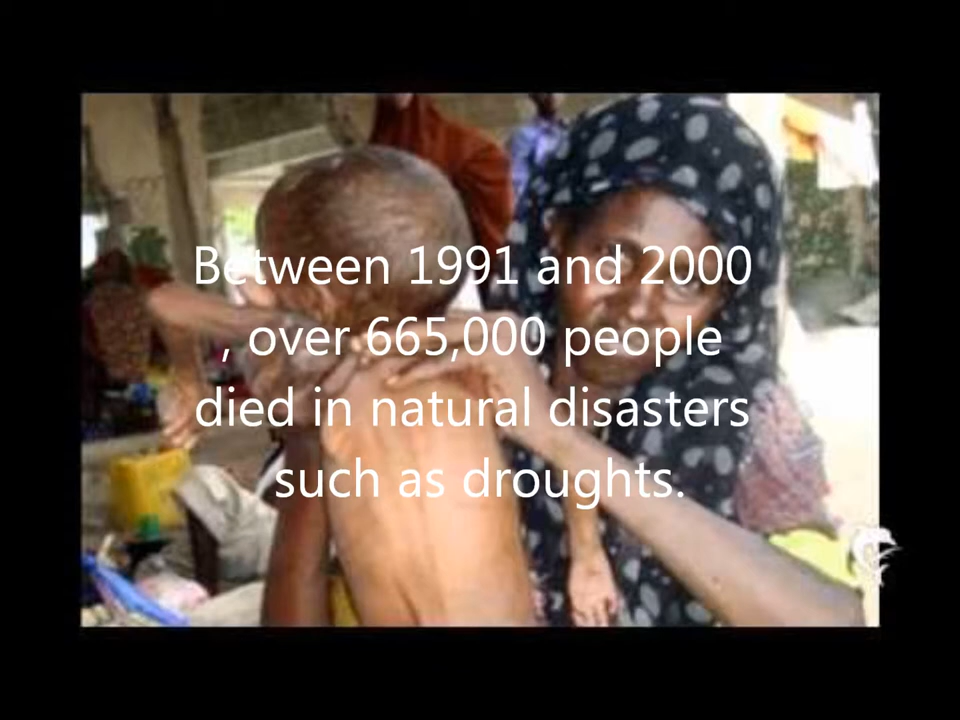 Between 1991 and 2000
, over 665,000 people
died in natural disasters
such as droughts.